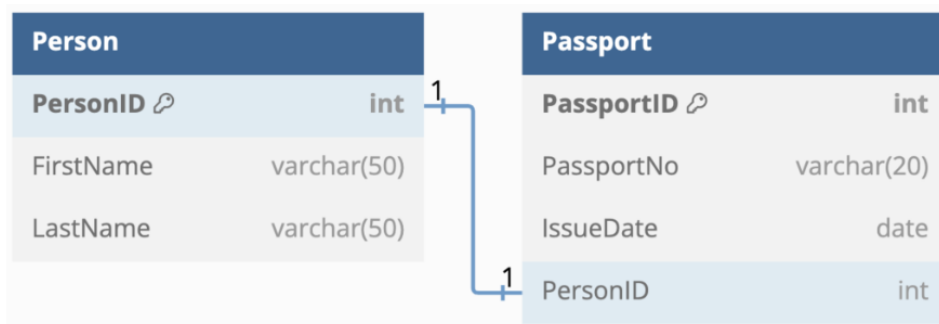 Person
PersonID int
FirstName varchar(50)
LastName varchar(50)
1
1
Passport
PassportID int
PassportNo varchar(20)
IssueDate date
PersonID int